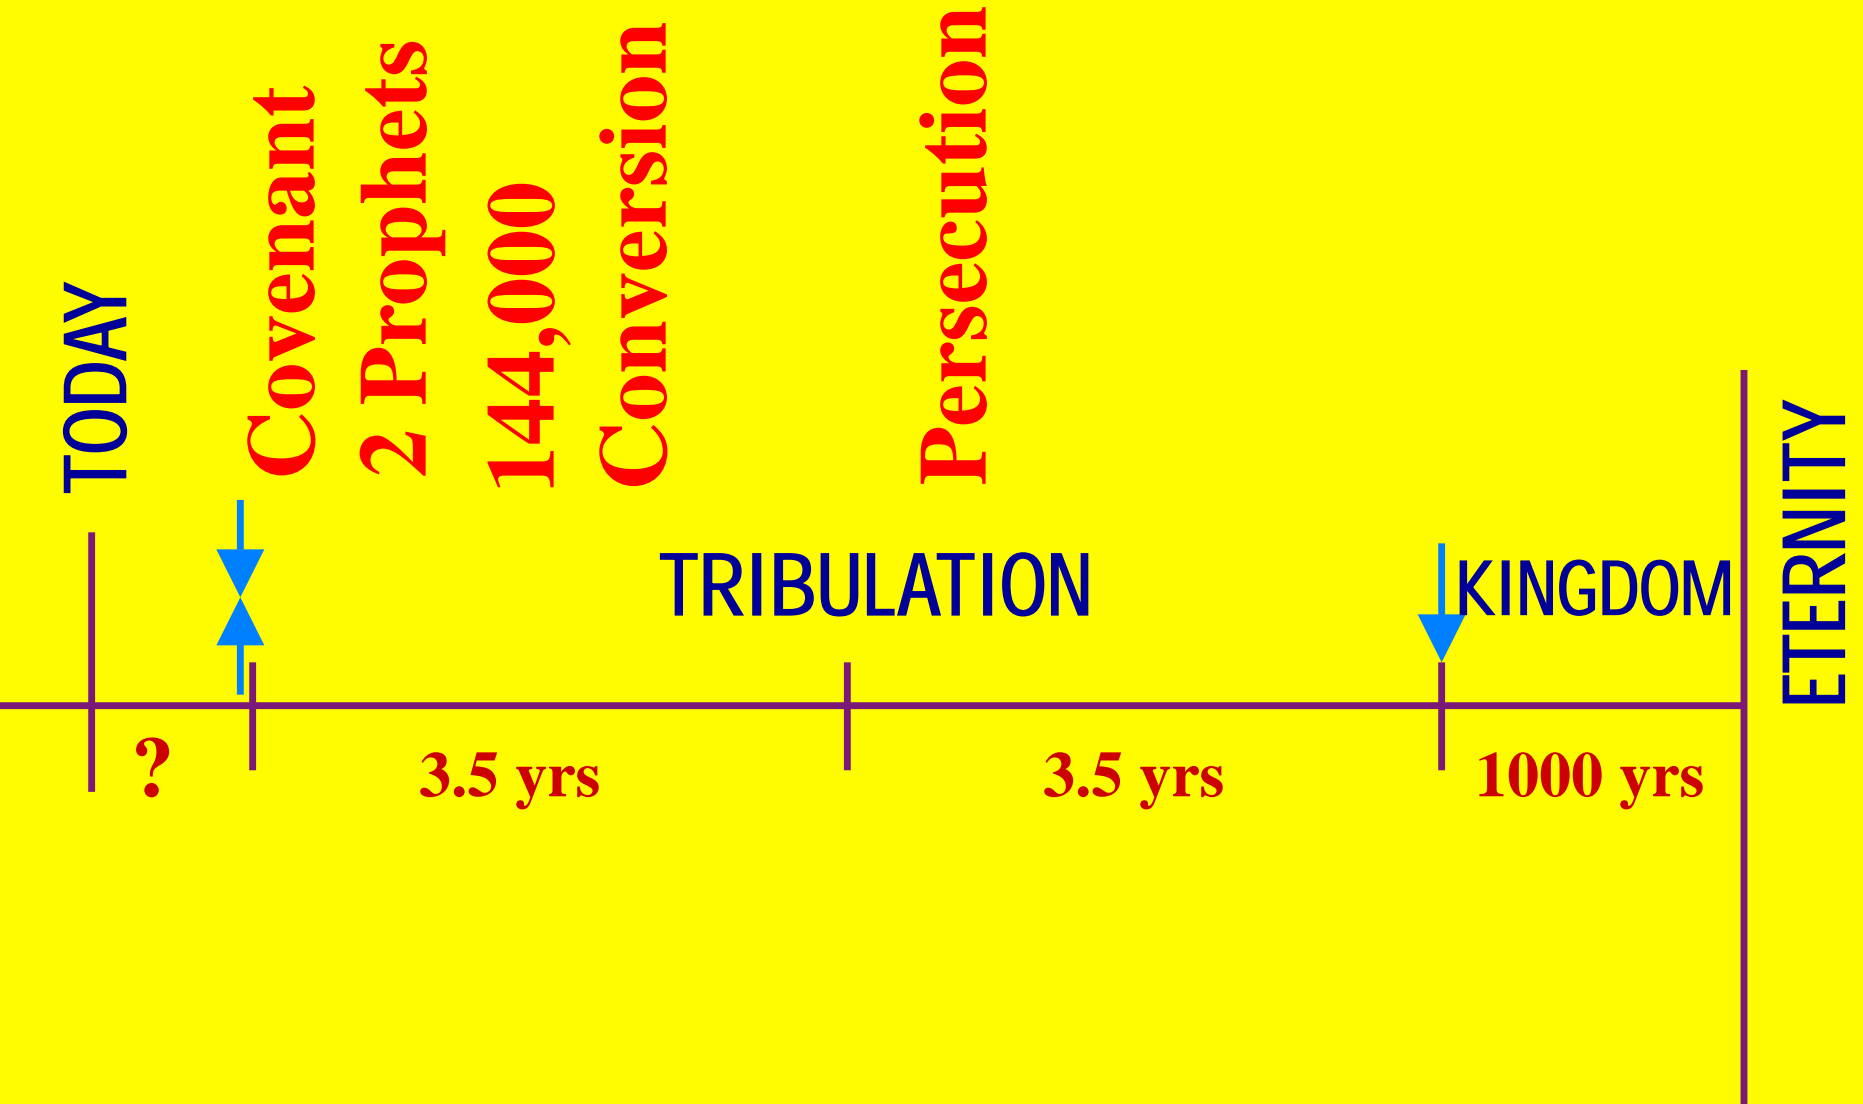 TODAY
Covenant
2 Prophets
144,000
Conversion
Persecution
TRIBULATION
KINGDOM
ETERNITY
?
3.5 yrs
3.5 yrs
1000 yrs